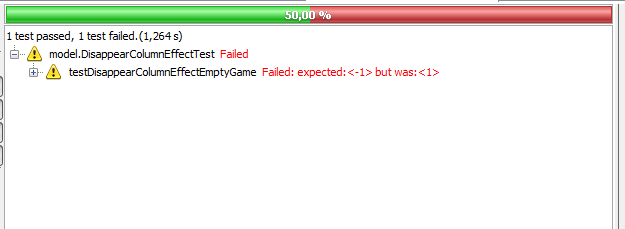 50,00 %
1 test passed, 1 test failed.(1,264 s)
model.DisappearColumnEffectTest Failed
testDisappearColumnEffectEmptyGame Failed: expected:<-1> but was:<1>